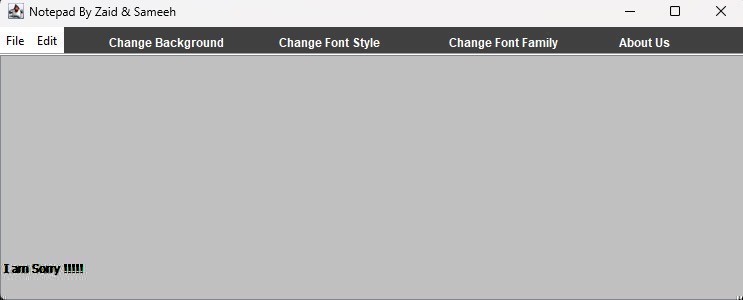 Notepad By Zaid & Sameeh
File Edit Change Background Change Font Style Change Font Family About Us
I am Sorry !!!!!